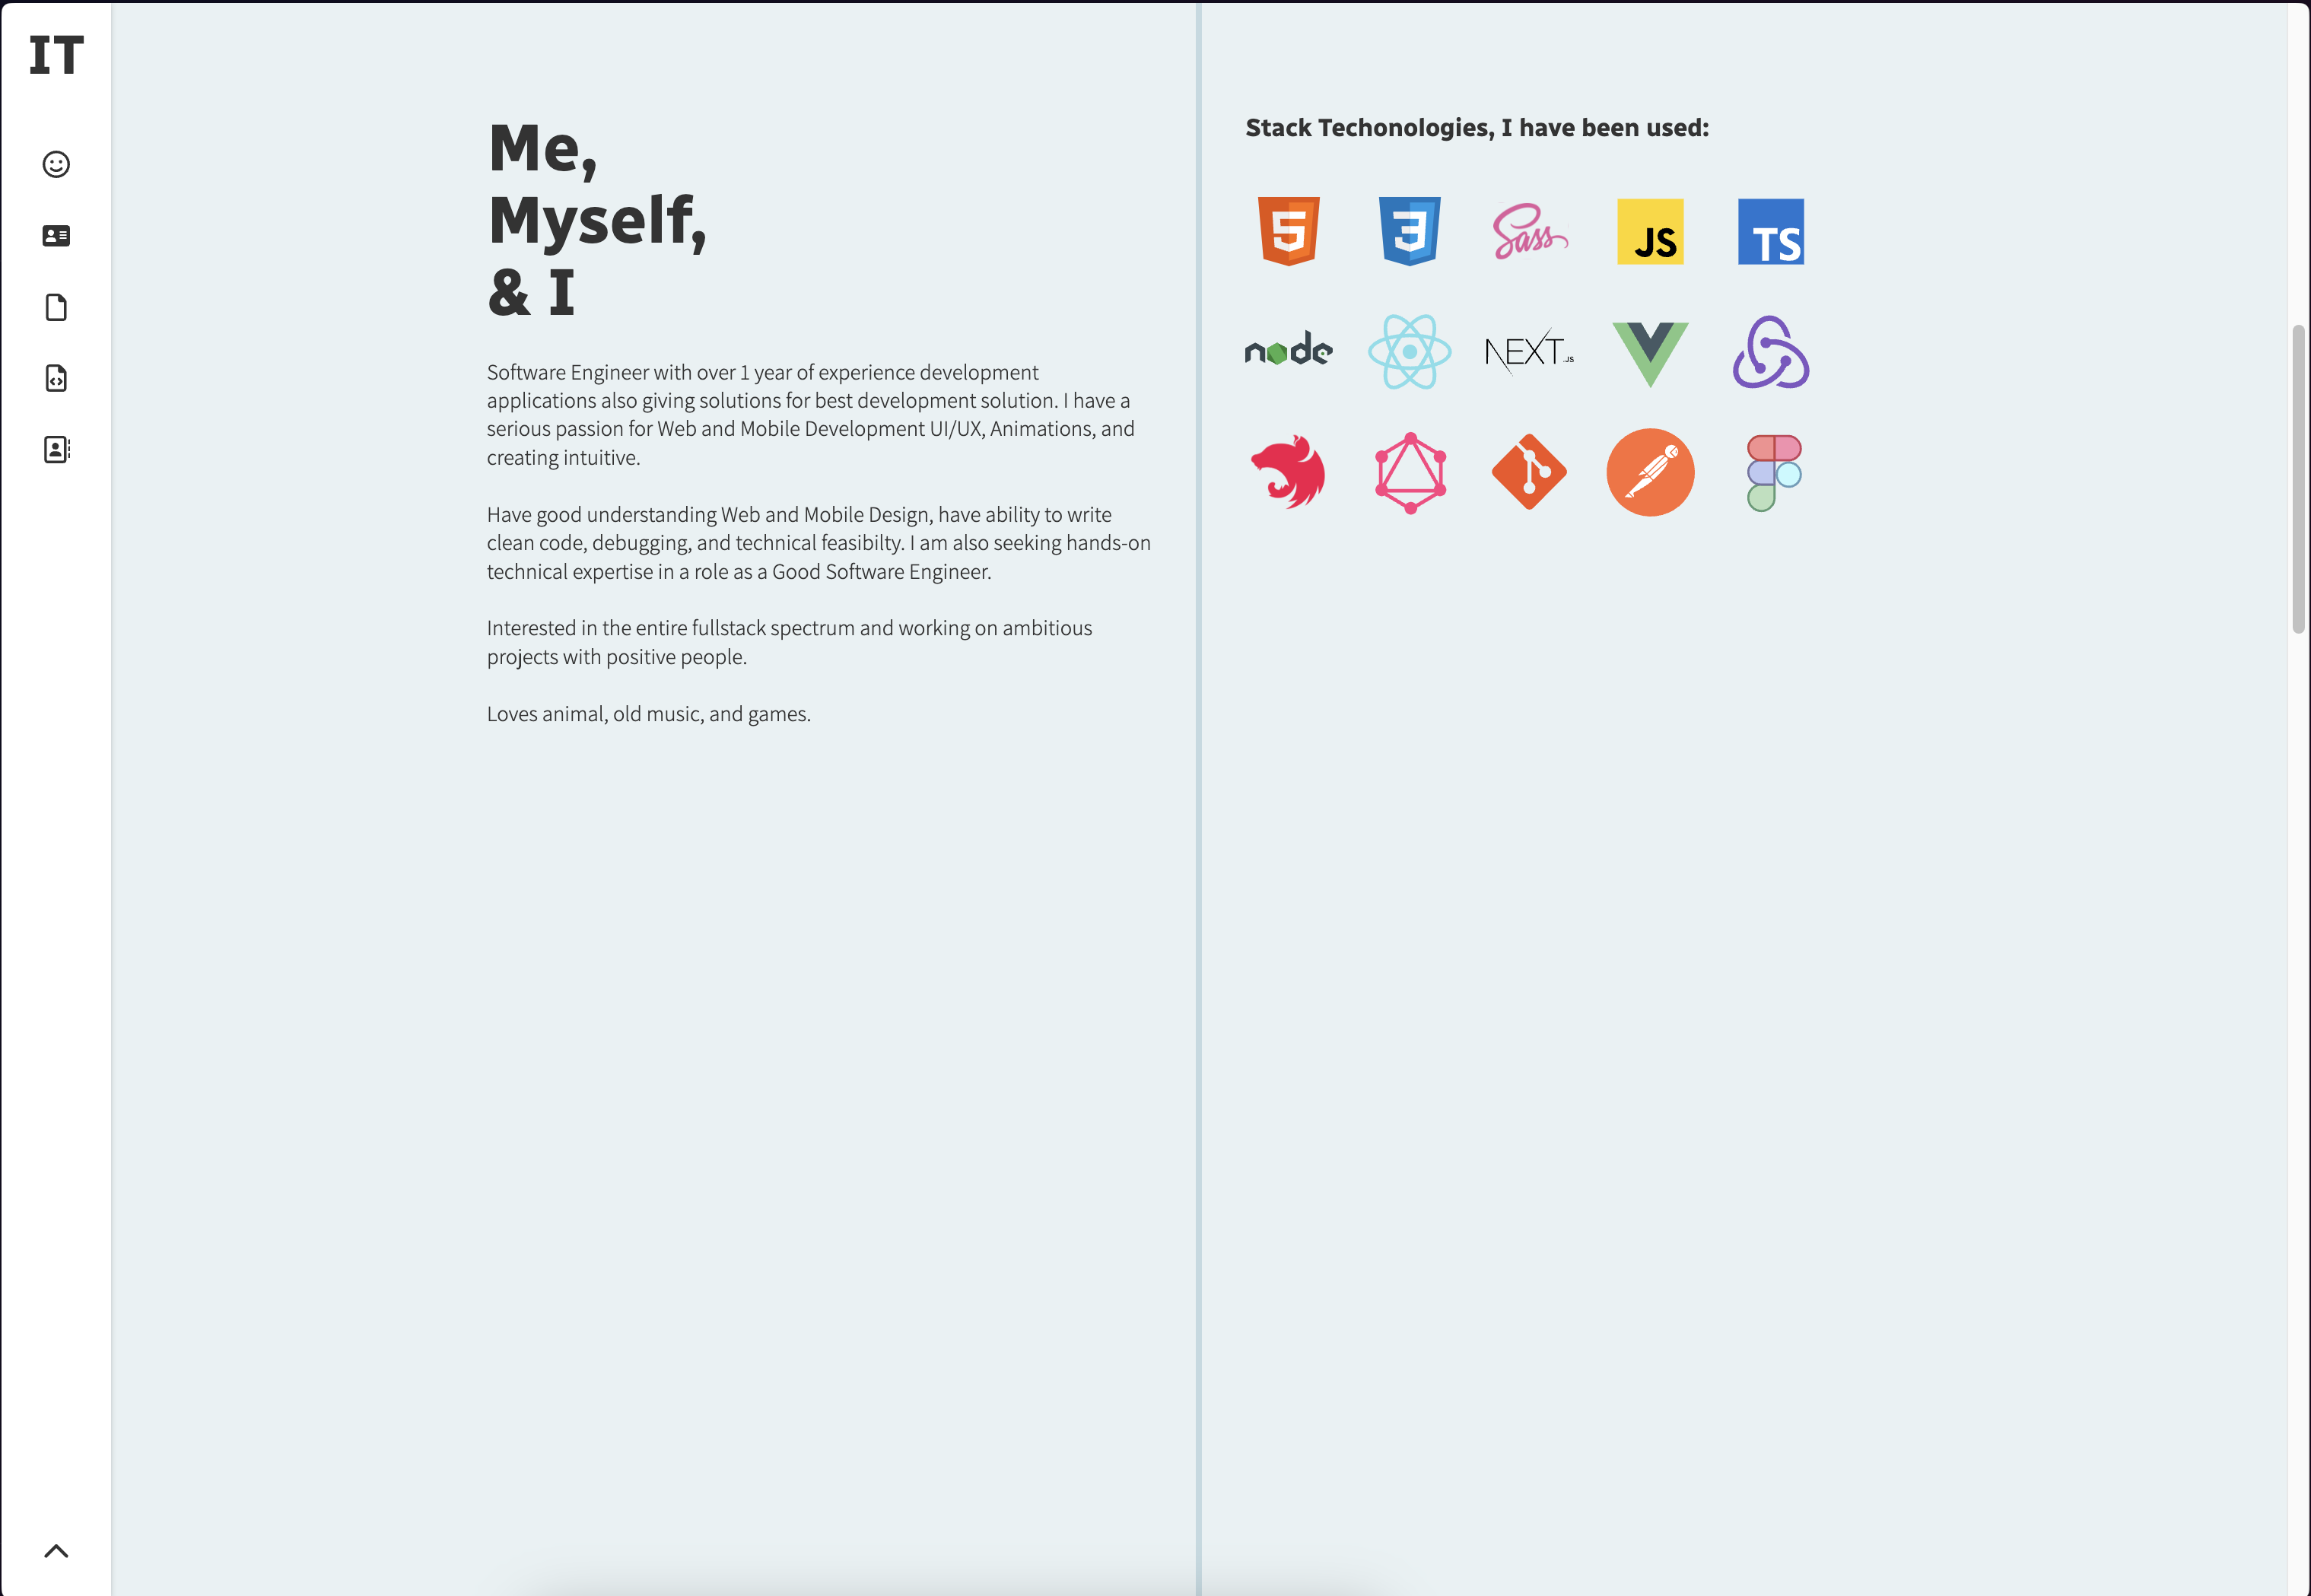 IT
Me,
Myself,
& I
Software Engineer with over 1 year of experience development
applications also giving solutions for best development solution. I have a
serious passion for Web and Mobile Development UI/UX, Animations, and
creating intuitive.
Have good understanding Web and Mobile Design, have ability to write
clean code, debugging, and technical feasibilty. I am also seeking hands-on
technical expertise in a role as a Good Software Engineer.
Interested in the entire fullstack spectrum and working on ambitious
projects with positive people.
Loves animal, old music, and games.
Stack Techonologies, I have been used:
5
3
Sass
JS
TS
node
NEXT.JS